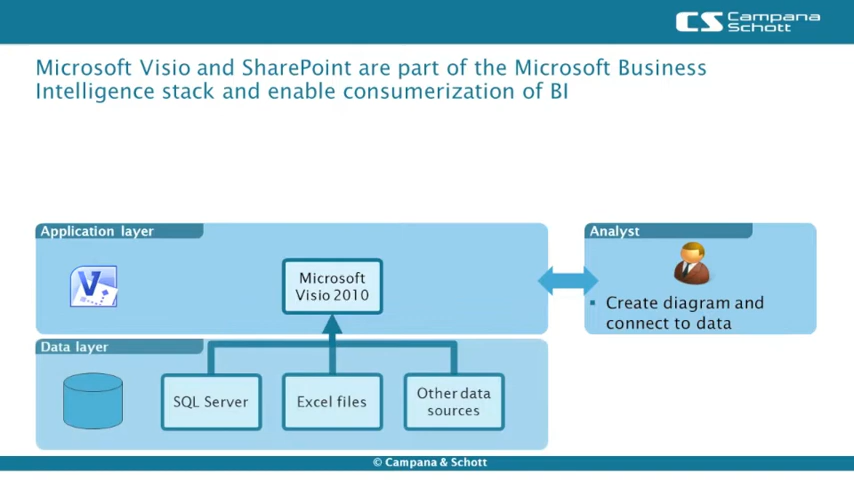 CS Campana
Schott
Microsoft Visio and SharePoint are part of the Microsoft Business
Intelligence stack and enable consumerization of BI
Application layer
Microsoft
Visio 2010
Analyst
▪ Create diagram and
connect to data
Data layer
SQL Server
Excel files
Other data
sources
© Campana & Schott